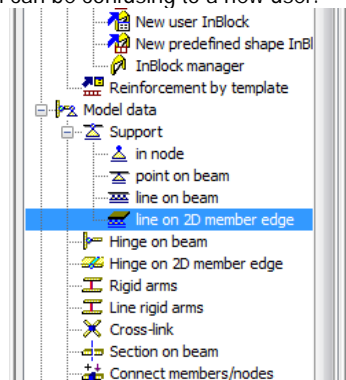 can be confusing to a new user.
New user InBlock
New predefined shape InBl
InBlock manager
Reinforcement by template
Model data
Support
in node
point on beam
line on beam
line on 2D member edge
Hinge on beam
Hinge on 2D member edge
Rigid arms
Line rigid arms
Cross-link
Section on beam
Connect members/nodes